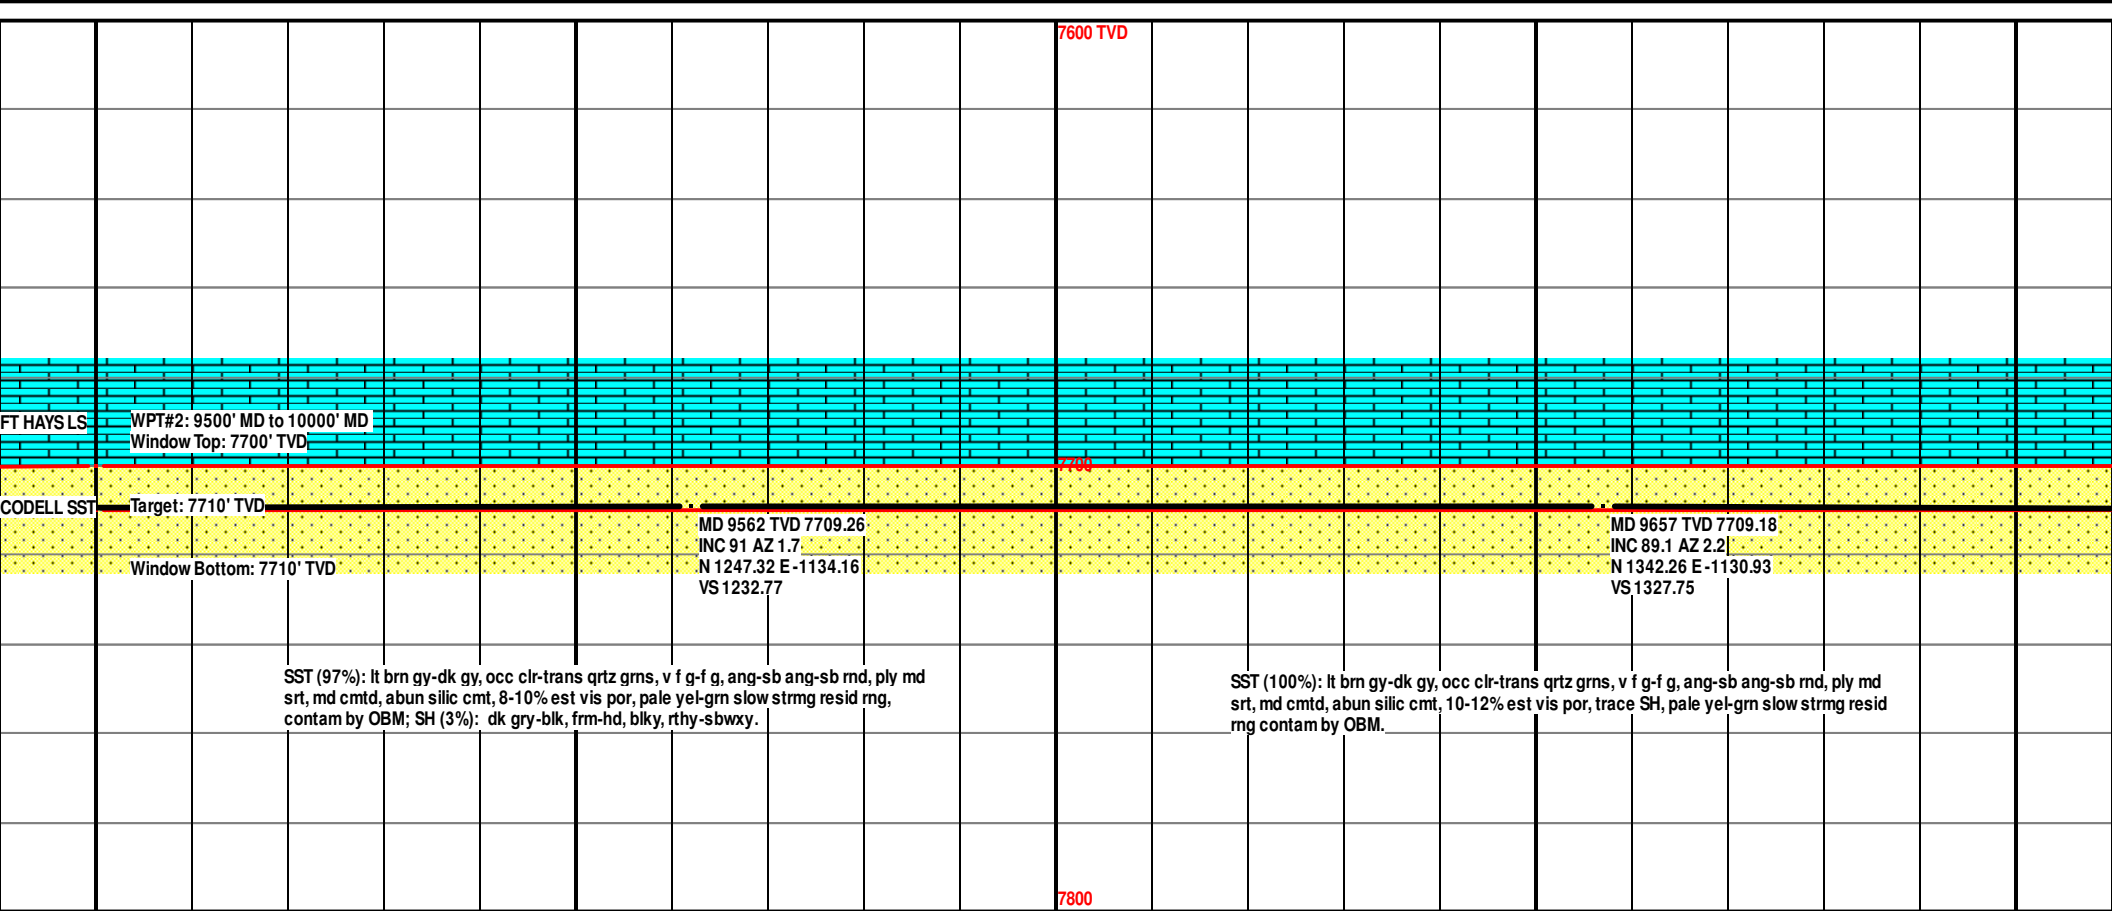 7600 TVD
FT HAYS LS
WPT#2: 9500' MD to 10000' MD
Window Top: 7700' TVD
7700
CODELL SST
Target: 7710' TVD
Window Bottom: 7710' TVD
MD 9562 TVD 7709.26
INC 91 AZ 1.7
N 1247.32 E -1134.16
VS 1232.77
MD 9657 TVD 7709.18
INC 89.1 AZ 2.2
N 1342.26 E -1130.93
VS 1327.75
SST (97%): lt brn gy-dk gy, occ clr-trans qrtz grns, v f g-f g, ang-sb ang-sb rnd, ply md
srt, md cmtd, abun silic cmt, 8-10% est vis por, pale yel-grn slow strmg resid rng,
contam by OBM; SH (3%): dk gry-blk, frm-hd, blky, rthy-sbwxy.
SST (100%): lt brn gy-dk gy, occ clr-trans qrtz grns, v f g-f g, ang-sb ang-sb rnd, ply md
srt, md cmtd, abun silic cmt, 10-12% est vis por, trace SH, pale yel-grn slow strmg resid
rng contam by OBM.
7800